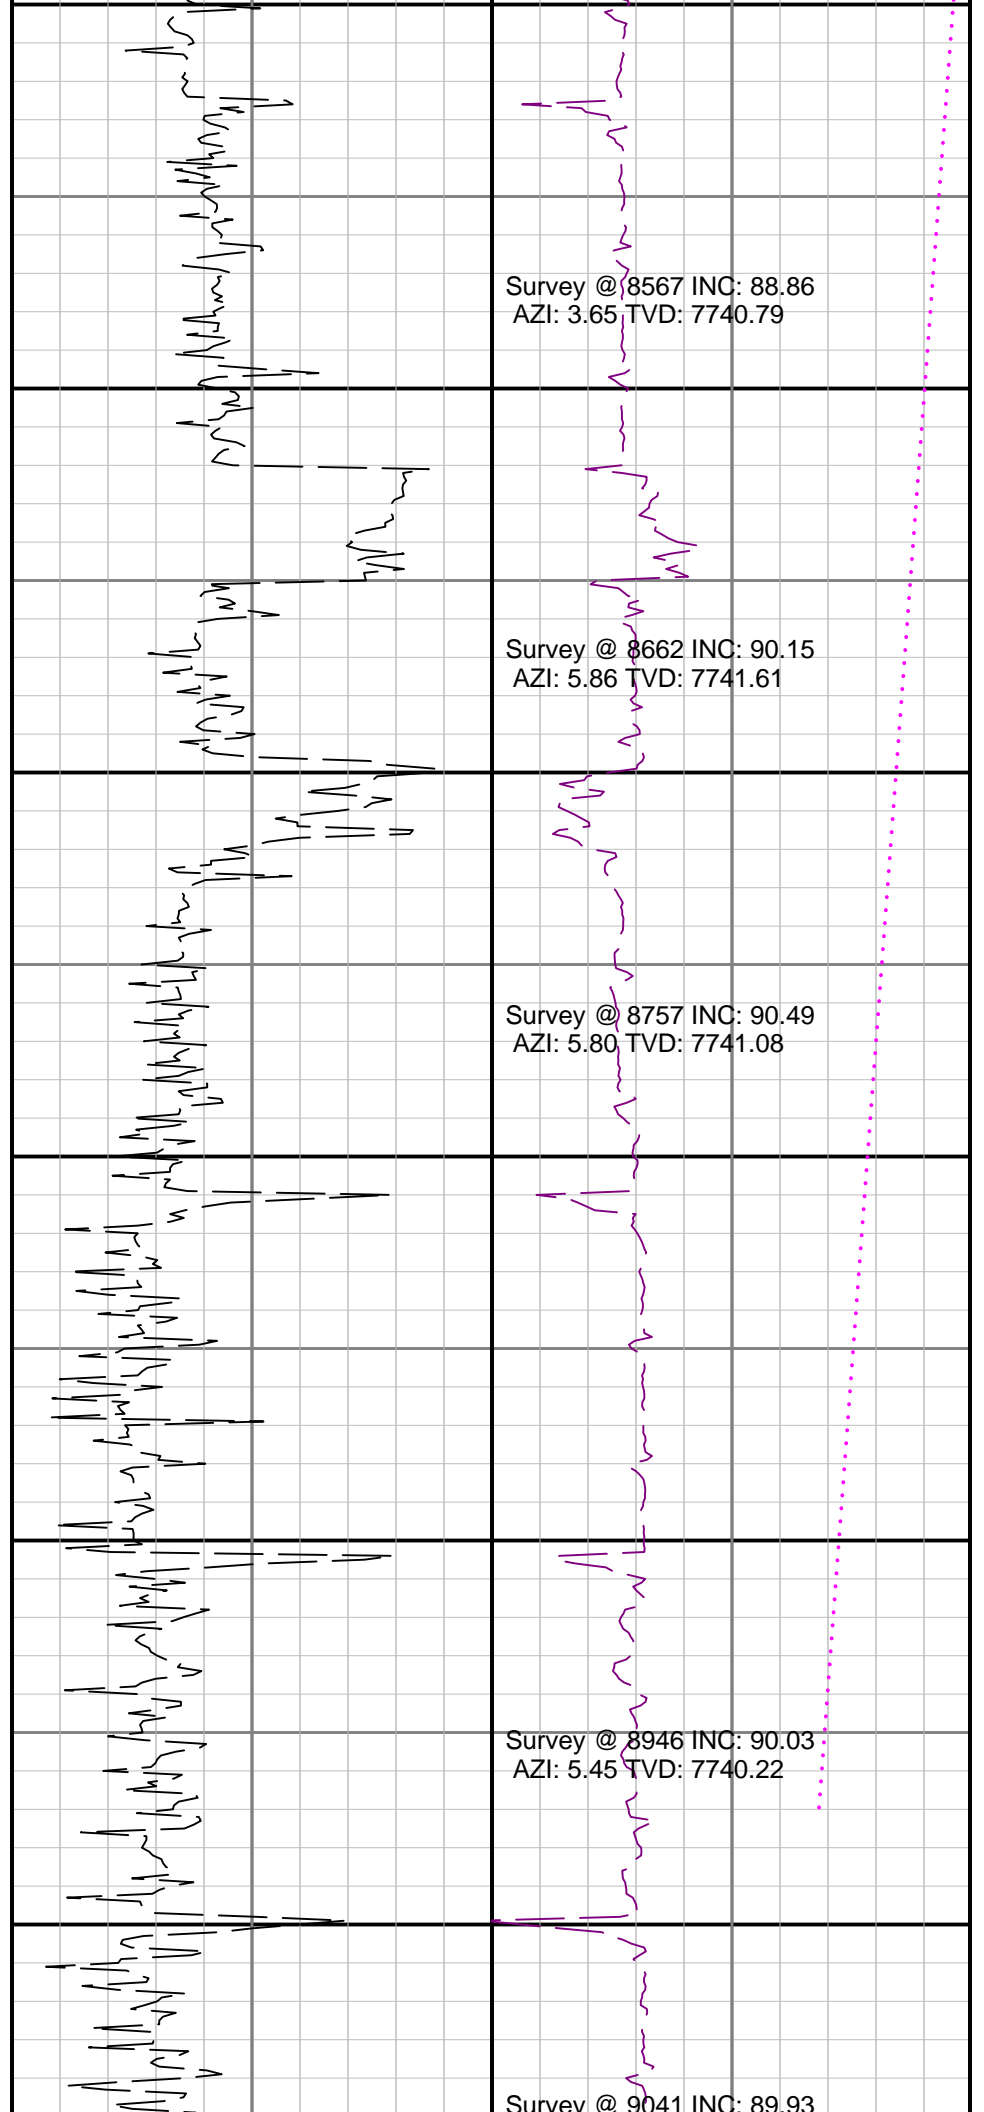 Survey @ 8567 INC: 88.86
AZI: 3.65 TVD: 7740.79
Survey @ 8662 INC: 90.15
AZI: 5.86 TVD: 7741.61
Survey @ 8757 INC: 90.49
AZI: 5.80 TVD: 7741.08
Survey @ 8946 INC: 90.03
AZI: 5.45 TVD: 7740.22
Survey @ 9041 INC: 89.93